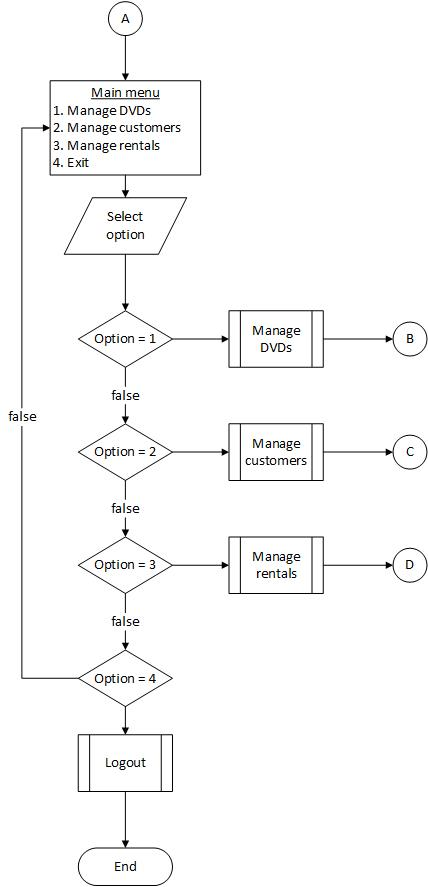 A
Main menu
1. Manage DVDs
2. Manage customers
3. Manage rentals
4. Exit
Select
option
Option = 1
Manage
DVDs
B
false
Option = 2
Manage
customers
C
false
false
Option = 3
Manage
rentals
D
false
Option = 4
Logout
End